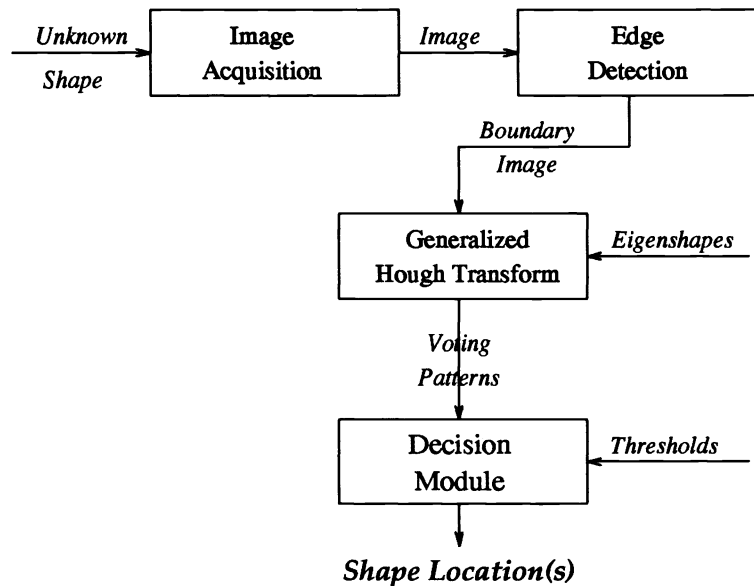 Unknown
Shape
Image
Acquisition
Image
Edge
Detection
Boundary
Image
Generalized
Hough Transform
Eigenshapes
Voting
Patterns
Decision
Module
Thresholds
Shape Location(s)